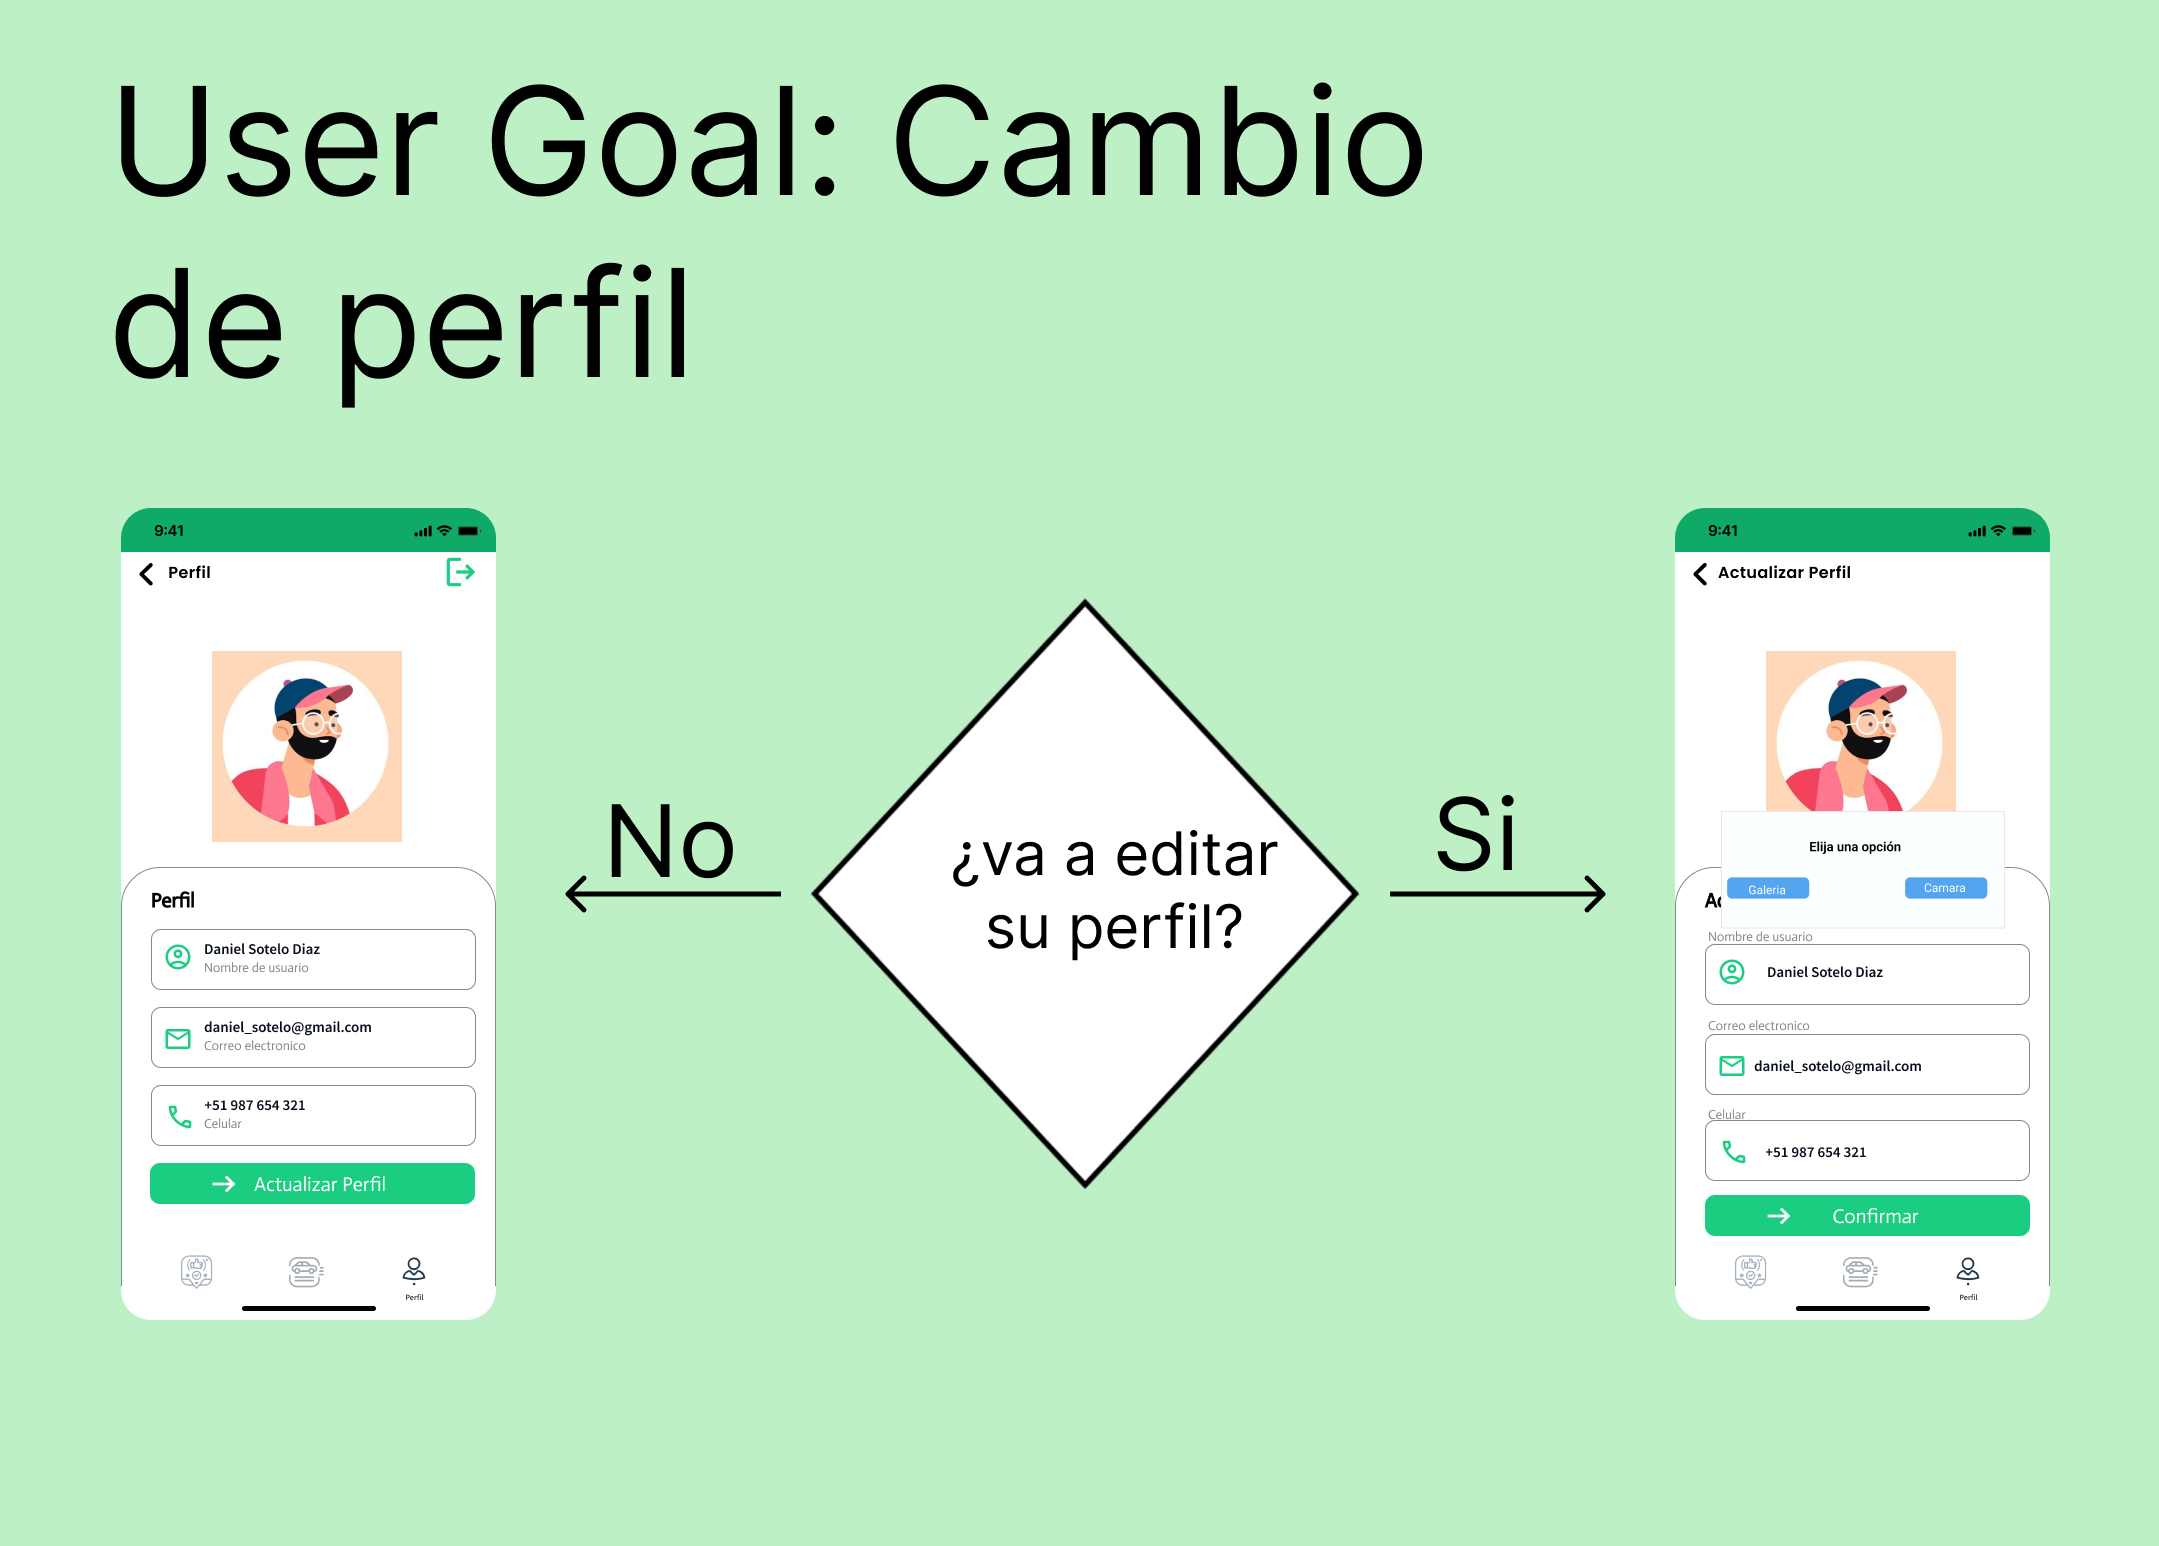 User Goal: Cambio
de perfil
9:41
Perfil
Perfil
Daniel Sotelo Diaz
Nombre de usuario
daniel_sotelo@gmail.com
Correo electronico
+51 987 654 321
Celular
Actualizar Perfil
Perfil
No
¿va a editar
su perfil?
Si
9:41
Actualizar Perfil
Elija una opción
Galeria
Camara
Ac
Nombre de usuario
Daniel Sotelo Diaz
Correo electronico
daniel_sotelo@gmail.com
Celular
+51 987 654 321
Confirmar
Perfil